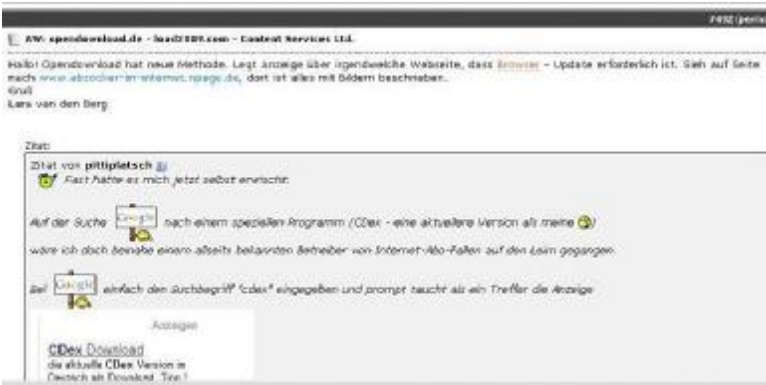 AW: opendownload.de - load2009.com - Content Services Ltd.
Hallo! Opendownload hat neue Methode. Legt anzeige über irgendwelche Webseite, dass Browser - Update erforderlich ist. Sieh auf Seite
nach www.abzocker-im-internet.npage.de, dort ist alles mit Bildern beschrieben.
Gruß
Lara van den Berg
Zitat:
Zitat von pittiplatsch
Fast hätte es mich jetzt selbst erwischt.
Auf der Suche Google nach einem speziellen Programm (CDex - eine aktuellere Version als meine )
wäre ich doch beinahe einem allseits bekannten Betreiber von Internet-Abo-Fallen auf den Leim gegangen.
Bei Google einfach den Suchbegriff "cdex" eingegeben und prompt taucht als ein Treffer die Anzeige
Anzeigen
CDex Download
die aktuelle CDex Version in
Deutsch als Download. Tipp!